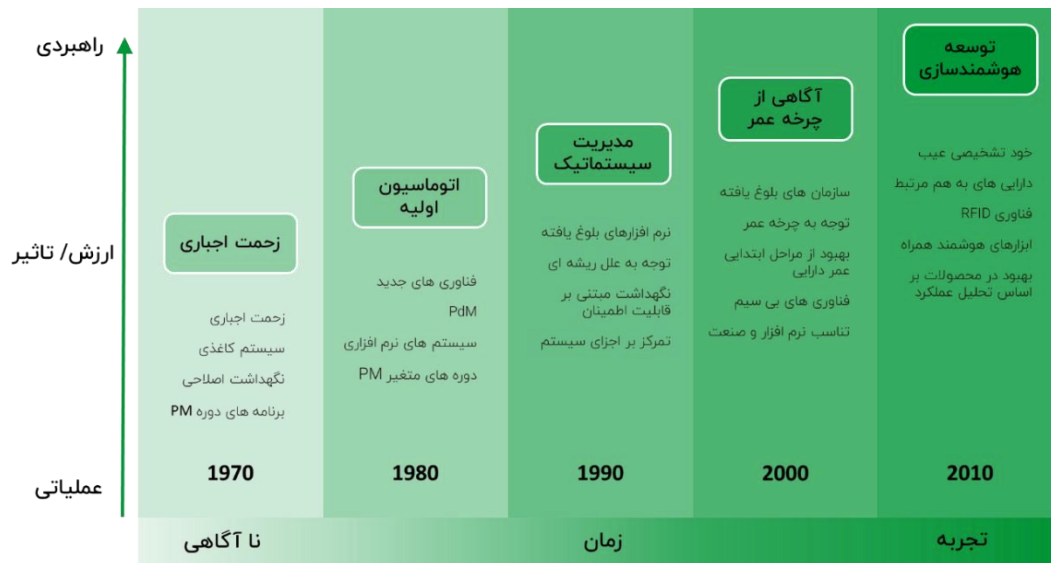 راهبردی
ارزش/ تاثیر
عملیاتی
زحمت اجباری
زحمت اجباری
سیستم کاغذی
نگهداشت اصلاحی
برنامه های دوره PM
1970
اتوماسیون
اولیه
فناوری های جدید
PdM
سیستم های نرم افزاری
دوره های متغیر PM
1980
مدیریت
سیستماتیک
نرم افزارهای بلوغ یافته
توجه به علل ریشه ای
نگهداشت مبتنی بر
قابلیت اطمینان
تمرکز بر اجزای سیستم
1990
آگاهی از
چرخه عمر
سازمان های بلوغ یافته
توجه به چرخه عمر
بهبود از مراحل ابتدایی
عمر دارایی
فناوری های بی سیم
تناسب نرم افزار و صنعت
2000
توسعه
هوشمندسازی
خود تشخیصی عیب
دارایی های به هم مرتبط
فناوری RFID
ابزارهای هوشمند همراه
بهبود در محصولات بر
اساس تحلیل عملکرد
2010
نا آگاهی
زمان
تجربه